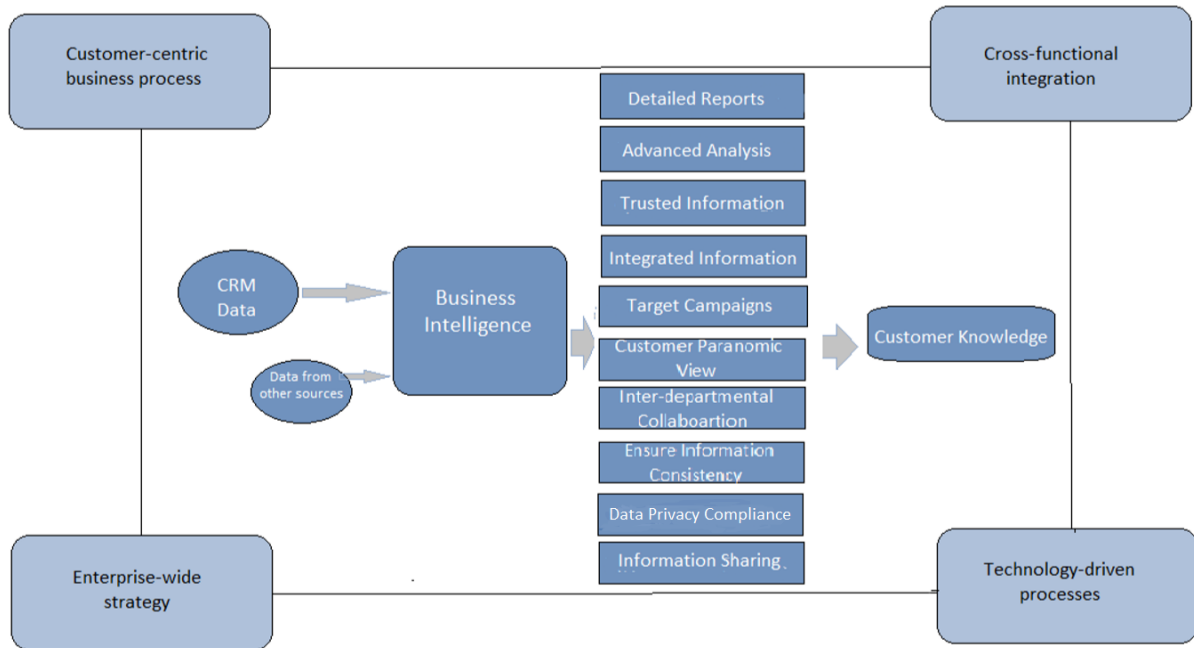 Customer-centric
business process
Cross-functional
integration
Detailed Reports
Advanced Analysis
Trusted Information
Integrated Information
Target Campaigns
Customer Paranomic
View
Inter-departmental
Collaboartion
Ensure Information
Consistency
Data Privacy Compliance
Information Sharing
CRM
Data
Data from
other sources
Business
Intelligence
Customer Knowledge
Enterprise-wide
strategy
Technology-driven
processes